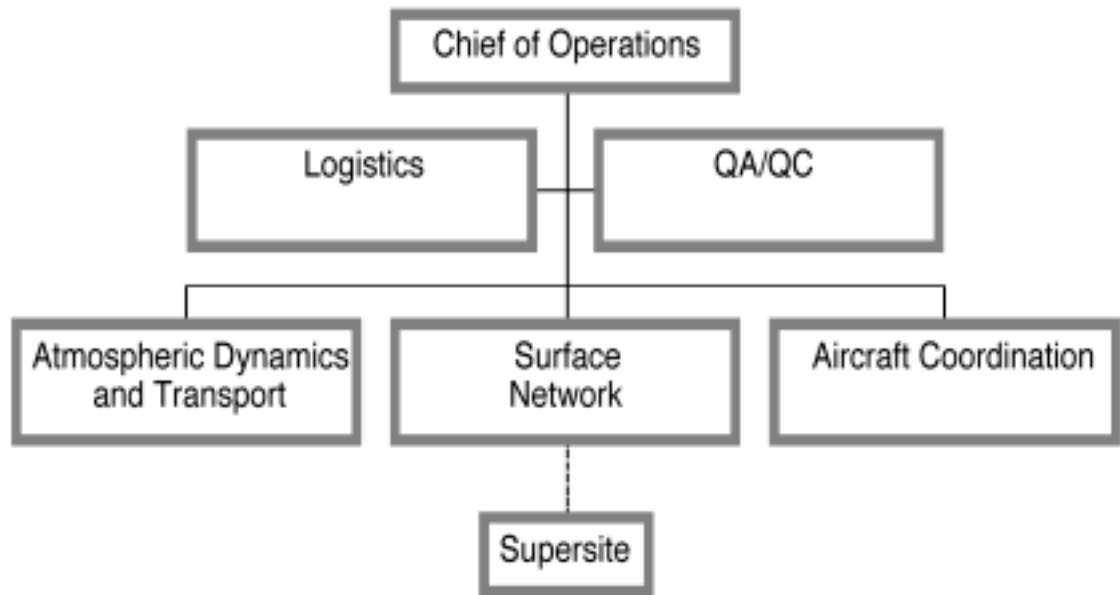 Chief of Operations
Logistics
QA/QC
Atmospheric Dynamics
and Transport
Surface
Network
Aircraft Coordination
Supersite